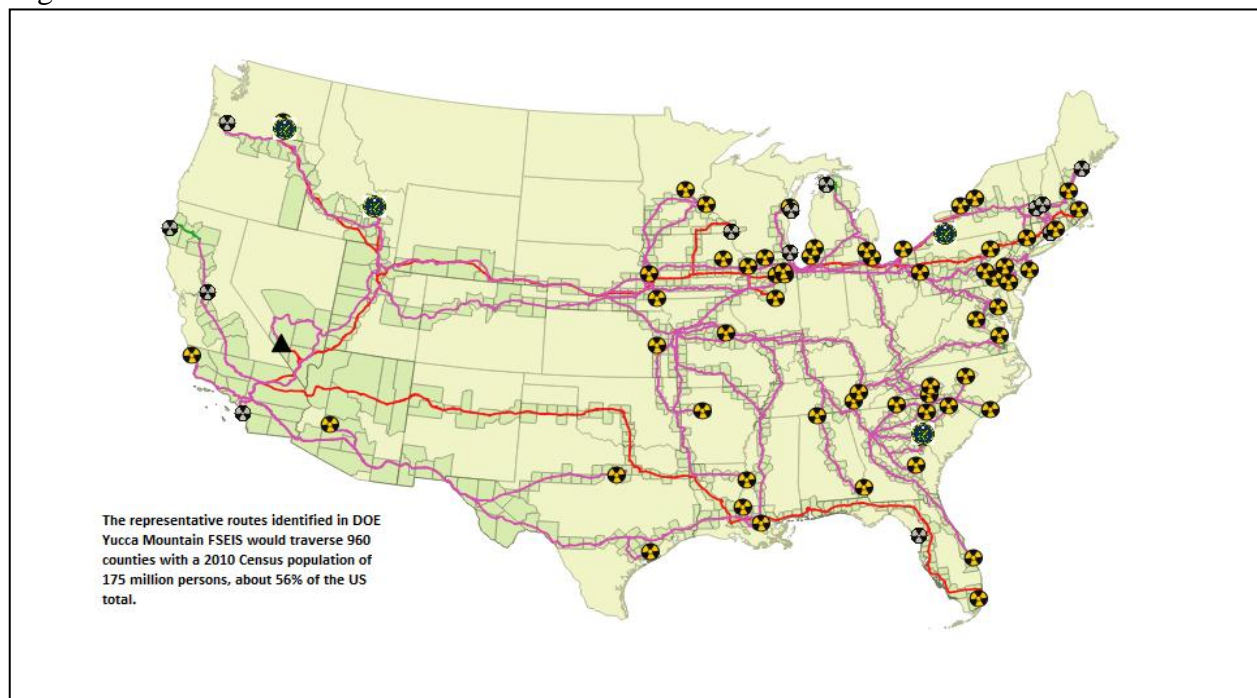 The representative routes identified in DOE
Yucca Mountain FSEIS would traverse 960
counties with a 2010 Census population of
175 million persons, about 56% of the US
total.